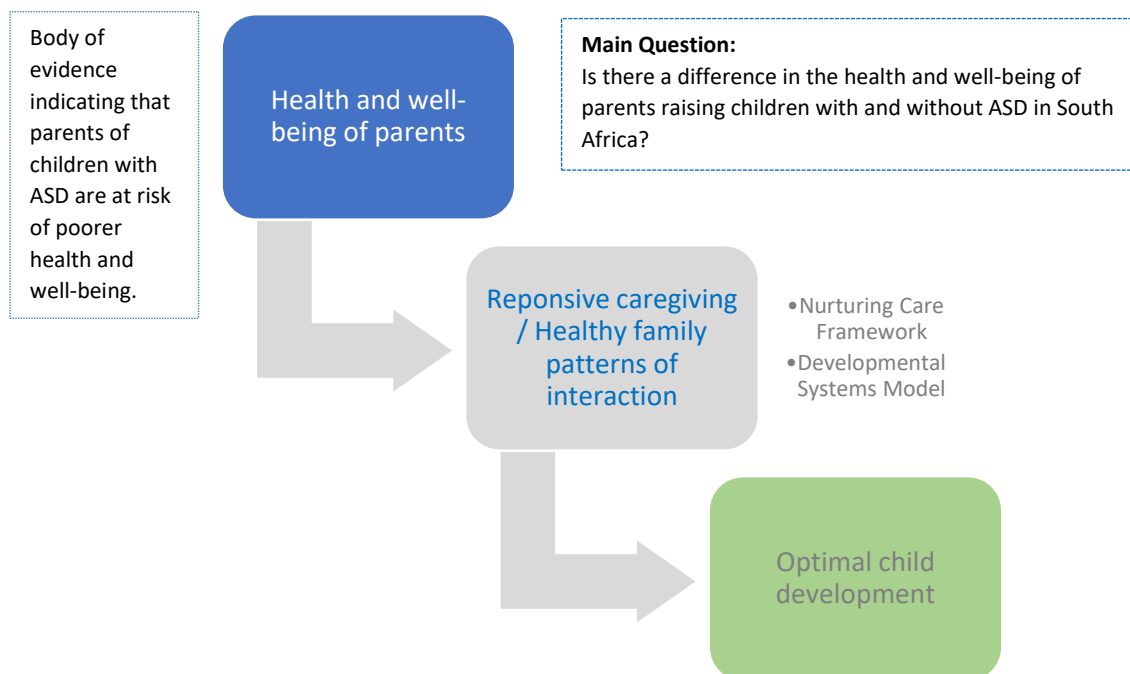 Body of
evidence
indicating that
parents of
children with
ASD are at risk
of poorer
health and
well-being.
Health and well-
being of parents
Main Question:
Is there a difference in the health and well-being of
parents raising children with and without ASD in South
Africa?
Reponsive caregiving
/ Healthy family
patterns of
interaction
•Nurturing Care
Framework
•Developmental
Systems Model
Optimal child
development